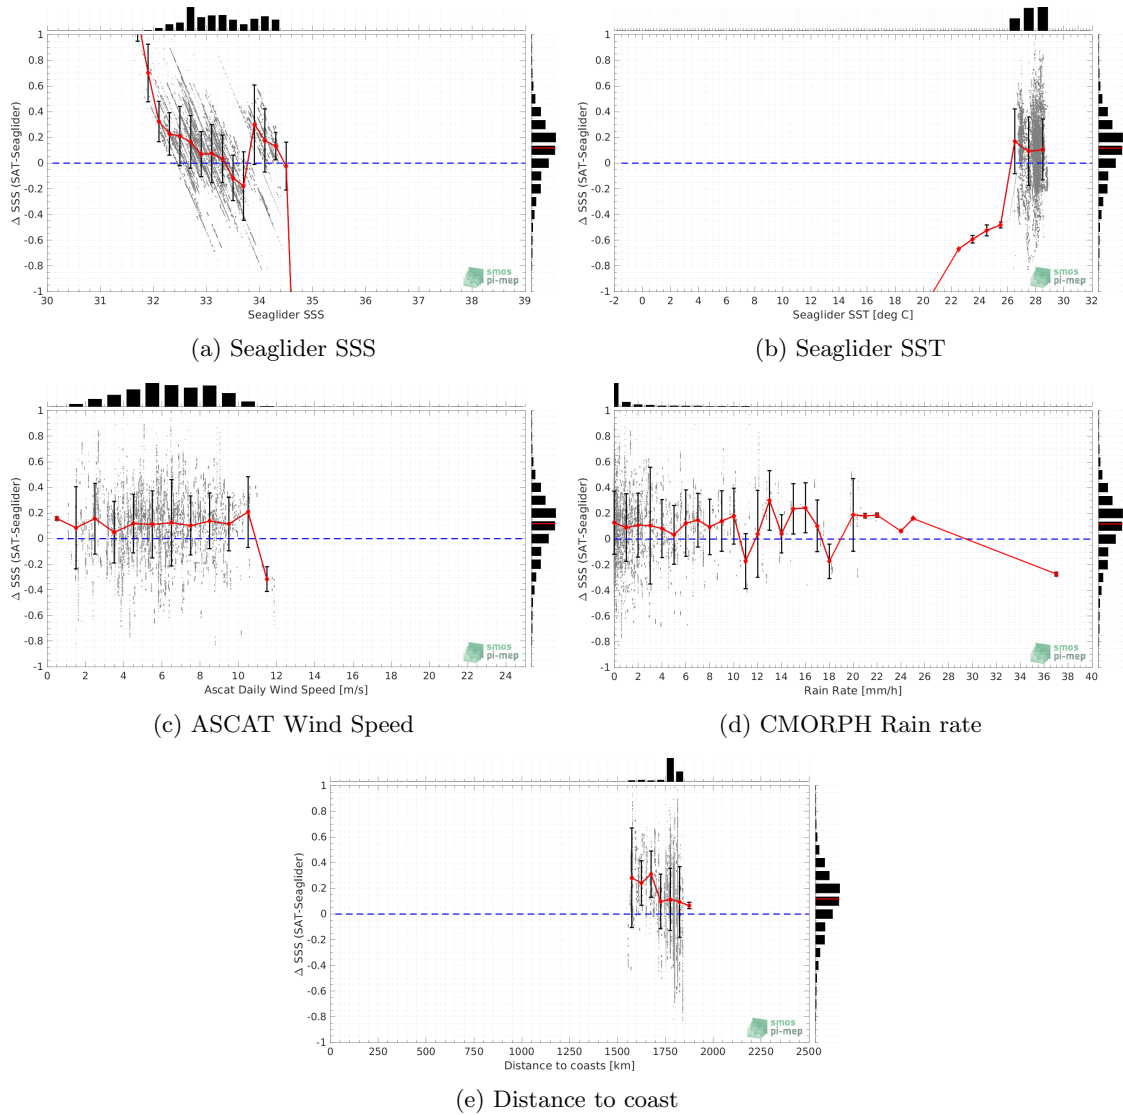 Δ SSS (SAT-Seaglider)
1
0.8
0.6
0.4
0.2
0
-0.2
-0.4
-0.6
-0.8
-1
30 31 32 33 34 35 36 37 38 39
Seaglider SSS
smos
pi-mep
(a) Seaglider SSS
Δ SSS (SAT-Seaglider)
1
0.8
0.6
0.4
0.2
0
-0.2
-0.4
-0.6
-0.8
-1
-2 0 2 4 6 8 10 12 14 16 18 20 22 24 26 28 30 32
Seaglider SST [deg C]
smos
pi-mep
(b) Seaglider SST
Δ SSS (SAT-Seaglider)
1
0.8
0.6
0.4
0.2
0
-0.2
-0.4
-0.6
-0.8
-1
0 2 4 6 8 10 12 14 16 18 20 22 24
Ascat Daily Wind Speed [m/s]
smos
pi-mep
(c) ASCAT Wind Speed
Δ SSS (SAT-Seaglider)
1
0.8
0.6
0.4
0.2
0
-0.2
-0.4
-0.6
-0.8
-1
0 2 4 6 8 10 12 14 16 18 20 22 24 26 28 30 32 34 36 38 40
Rain Rate [mm/h]
smos
pi-mep
(d) CMORPH Rain rate
Δ SSS (SAT-Seaglider)
1
0.8
0.6
0.4
0.2
0
-0.2
-0.4
-0.6
-0.8
-1
0 250 500 750 1000 1250 1500 1750 2000 2250 2500
Distance to coasts [km]
smos
pi-mep
(e) Distance to coast